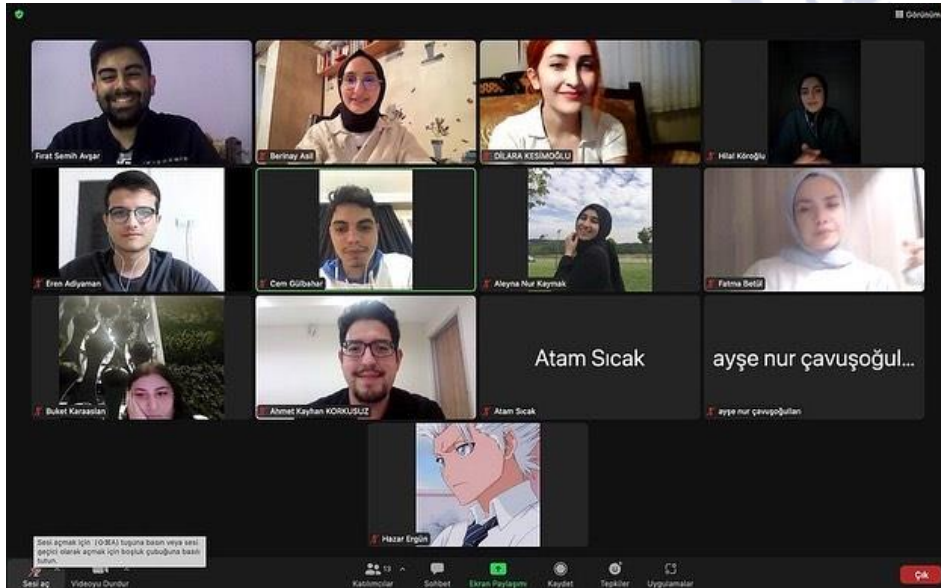 Görünüm
Fırat Semih Avşar
Berinay Asil
DİLARA KESİMOĞLU
Hilal Köroğlu
Eren Adiyaman
Cem Gülbahar
Aleyna Nur Kaymak
Fatma Betül
Buket Karaaslan
Ahmet Kayhan KORKUSUZ
Atam Sıcak
Atam Sıcak
ayşe nur çavuşoğul...
ayşe nur çavuşoğulları
Hazar Ergün
Sesi açmak için (⇧⌘A) tuşuna basın veya sesi
geçici olarak açmak için boşluk çubuğuna basılı
tutun.
Sesi aç
Videoyu Durdur
13
Katılımcılar
Sohbet
Ekran Paylaşımı
Kaydet
Tepkiler
Uygulamalar
Çık